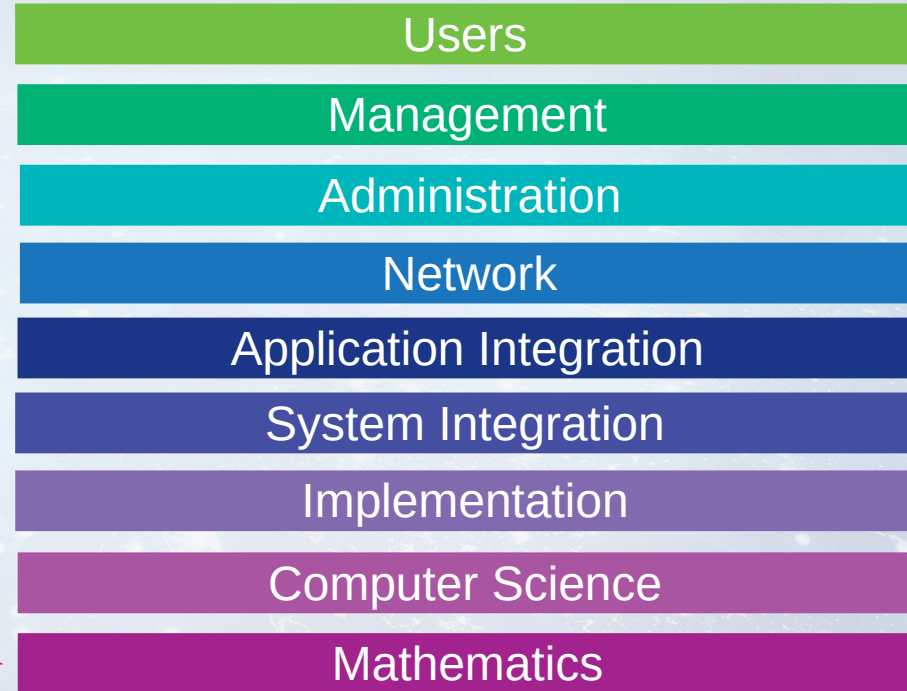 Users
Management
Administration
Network
Application Integration
System Integration
Implementation
Computer Science
Mathematics